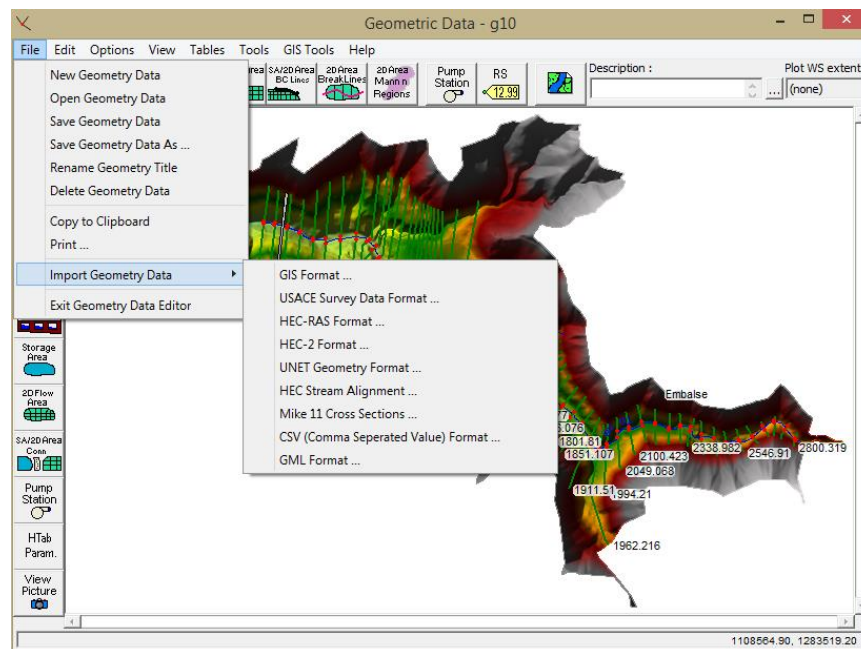 Geometric Data - g10
File Edit Options View Tables Tools GIS Tools Help
New Geometry Data
Open Geometry Data
Save Geometry Data
Save Geometry Data As ...
Rename Geometry Title
Delete Geometry Data
Copy to Clipboard
Print ...
Import Geometry Data
Exit Geometry Data Editor
SA/2D Area
BC Lines
2D Area
BreakLines
2D Area
Mann n
Regions
Pump
Station
RS
12.99
Description :
...
Plot WS extent
(none)
GIS Format ...
USACE Survey Data Format ...
HEC-RAS Format ...
HEC-2 Format ...
UNET Geometry Format ...
HEC Stream Alignment ...
Mike 11 Cross Sections ...
CSV (Comma Seperated Value) Format ...
GML Format ...
Storage
Area
2D Flow
Area
SA/2D Area
Conn
Pump
Station
HTab
Param.
View
Picture
Embalse
1801.81
1851.107
1911.51
1994.21
1962.216
2049.068
2100.423
2338.982
2546.91
2800.319
1108564.90, 1283519.20